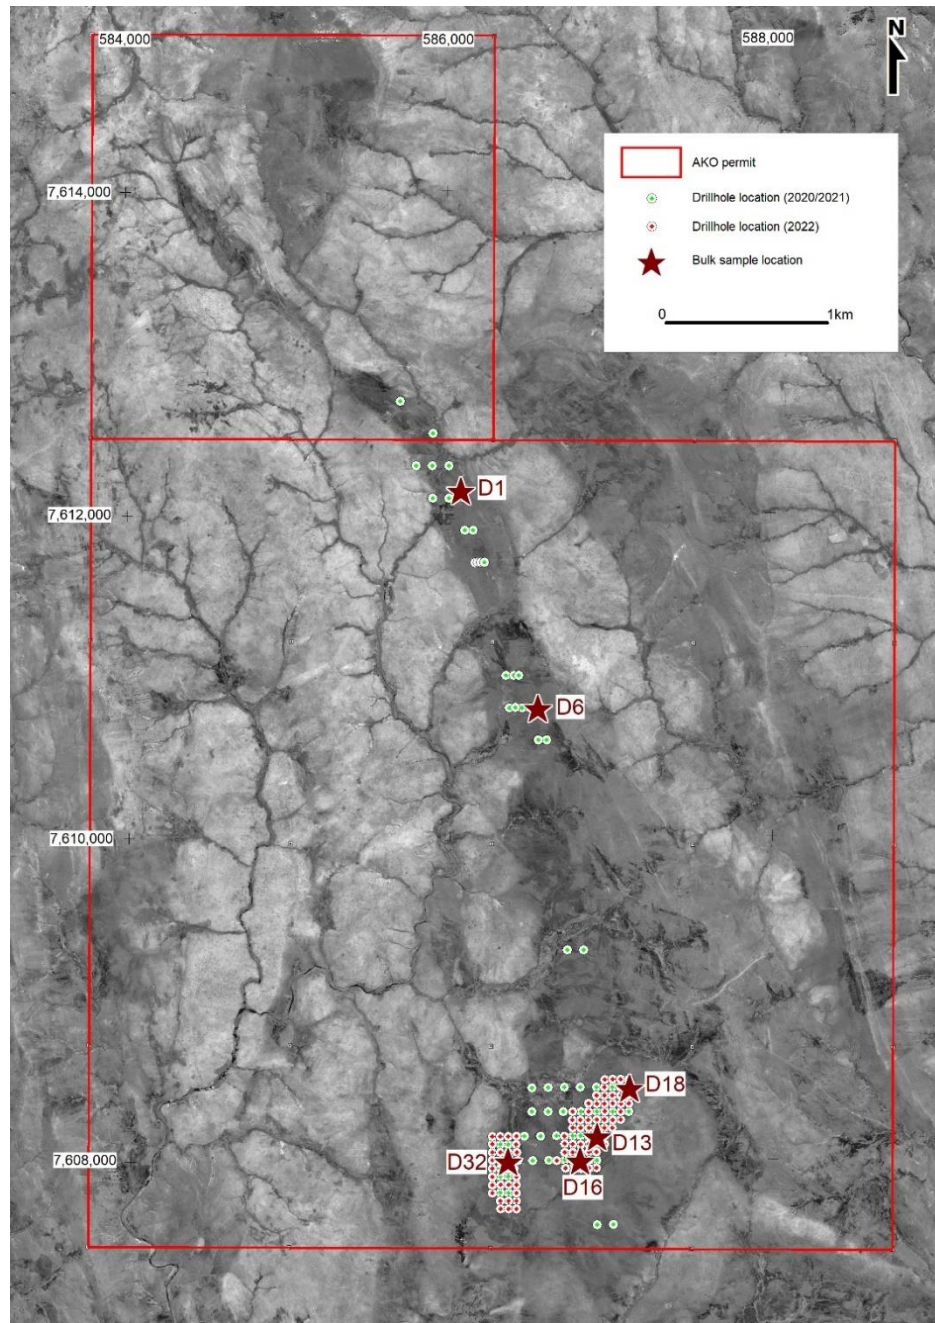 584,000
586,000
588,000
N
7,614,000
AKO permit
Drillhole location (2020/2021)
Drillhole location (2022)
Bulk sample location
0 1km
D1
7,612,000
D6
7,610,000
D18
D13
D32
7,608,000
D16